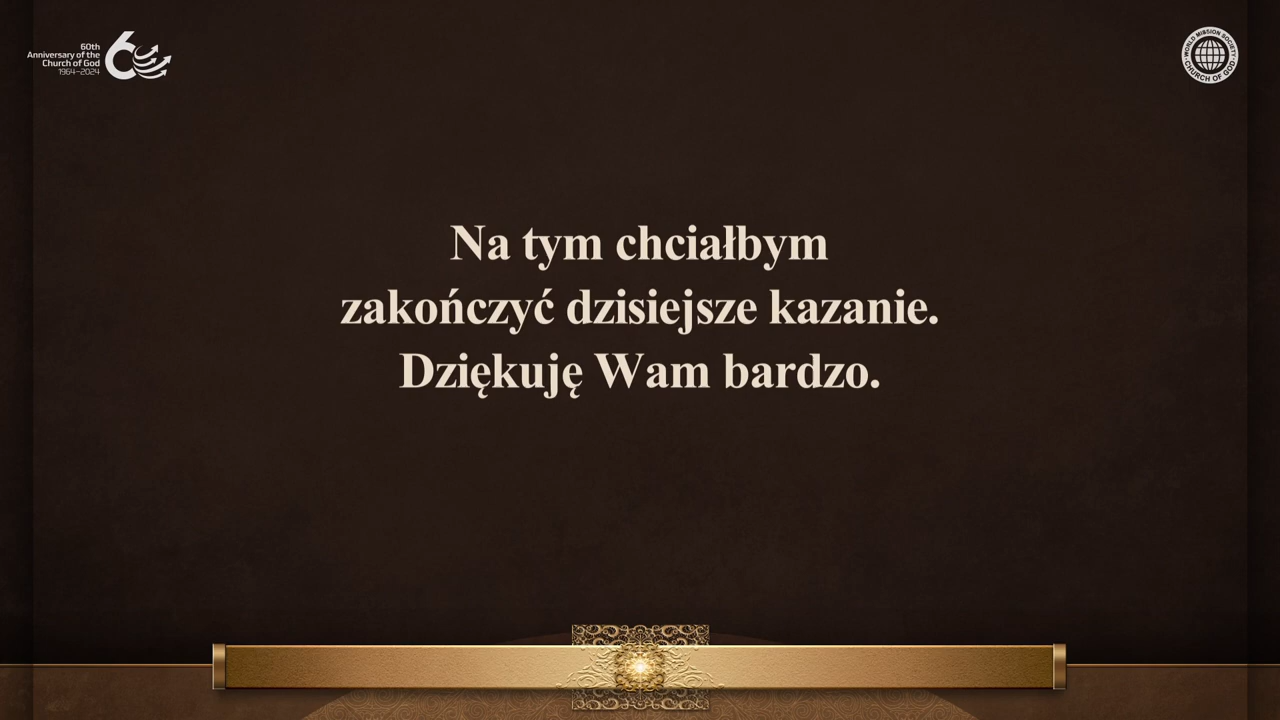 60th
Anniversary of the
Church of God
1964–2024
60
WORLD MISSION SOCIETY
CHURCH OF GOD
Na tym chciałbym
zakończyć dzisiejsze kazanie.
Dziękuję Wam bardzo.